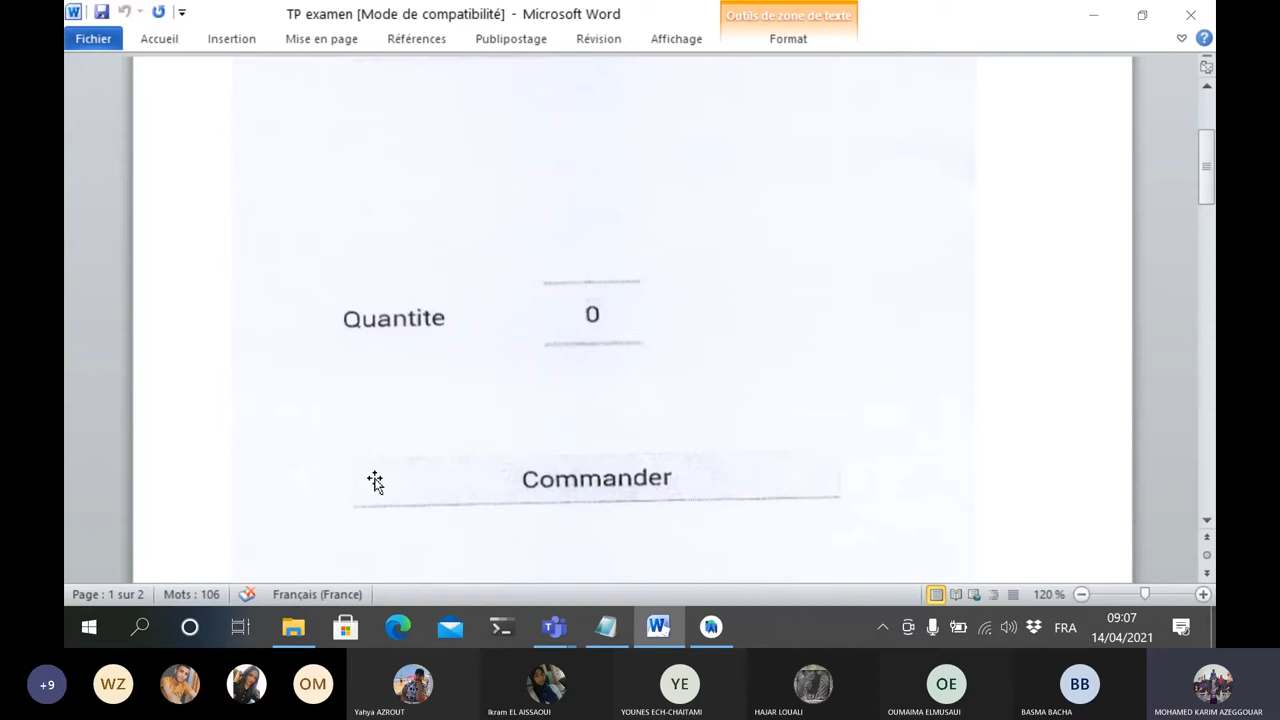 TP examen [Mode de compatibilité] - Microsoft Word
Outils de zone de texte
Fichier Accueil Insertion Mise en page Références Publipostage Révision Affichage Format
Quantite 0
Commander
Page : 1 sur 2 Mots : 106 Français (France) 120 %
09:07
FRA
14/04/2021
+9 WZ OM YE OE BB
Yahya AZROUT Ikram EL AISSAOUI YOUNES ECH-CHAITAMI HAJAR LOUALI OUMAIMA ELMUSAUI BASMA BACHA MOHAMED KARIM AZEGGOUAR